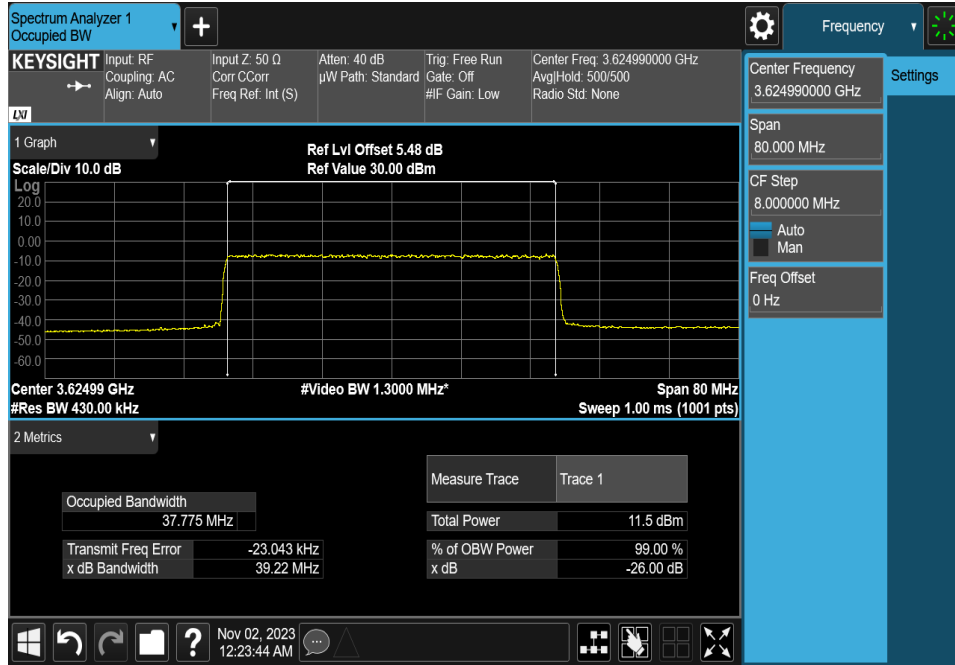 Spectrum Analyzer 1
Occupied BW
+
Frequency
KEYSIGHT
LXI
Input: RF
Coupling: AC
Align: Auto
Input Z: 50 Ω
Corr CCorr
Freq Ref: Int (S)
Atten: 40 dB
µW Path: Standard
Trig: Free Run
Gate: Off
#IF Gain: Low
Center Freq: 3.624990000 GHz
Avg|Hold: 500/500
Radio Std: None
Center Frequency
3.624990000 GHz
Settings
Span
80.000 MHz
CF Step
8.000000 MHz
Auto
Man
Freq Offset
0 Hz
1 Graph
Scale/Div 10.0 dB
Ref Lvl Offset 5.48 dB
Ref Value 30.00 dBm
Log
20.0
10.0
0.00
-10.0
-20.0
-30.0
-40.0
-50.0
-60.0
Center 3.62499 GHz
#Video BW 1.3000 MHz*
Span 80 MHz
#Res BW 430.00 kHz
Sweep 1.00 ms (1001 pts)
2 Metrics
Measure Trace Trace 1
Occupied Bandwidth
37.775 MHz
Total Power 11.5 dBm
Transmit Freq Error -23.043 kHz
% of OBW Power 99.00 %
x dB Bandwidth 39.22 MHz
x dB -26.00 dB
?
Nov 02, 2023
12:23:44 AM